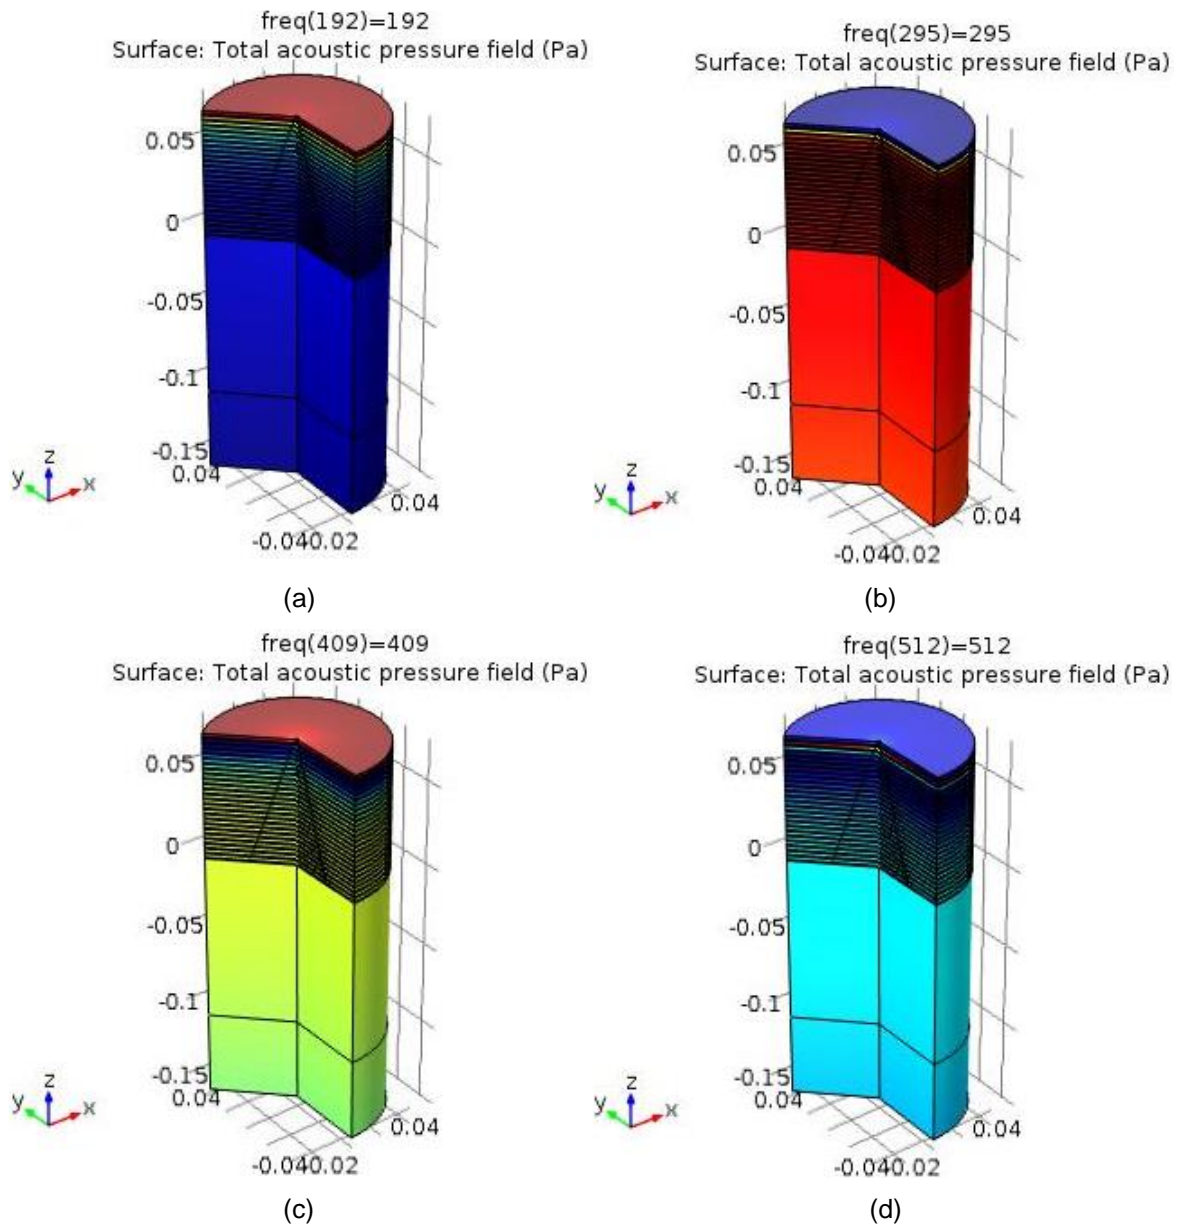 freq(192)=192
Surface: Total acoustic pressure field (Pa)
0.05
0
-0.05
-0.1
-0.15
0.04
0.04
-0.040.02
z
y
x
(a)
freq(295)=295
Surface: Total acoustic pressure field (Pa)
0.05
0
-0.05
-0.1
-0.15
0.04
0.04
-0.040.02
z
y
x
(b)
freq(409)=409
Surface: Total acoustic pressure field (Pa)
0.05
0
-0.05
-0.1
-0.15
0.04
0.04
-0.040.02
z
y
x
(c)
freq(512)=512
Surface: Total acoustic pressure field (Pa)
0.05
0
-0.05
-0.1
-0.15
0.04
0.04
-0.040.02
z
y
x
(d)